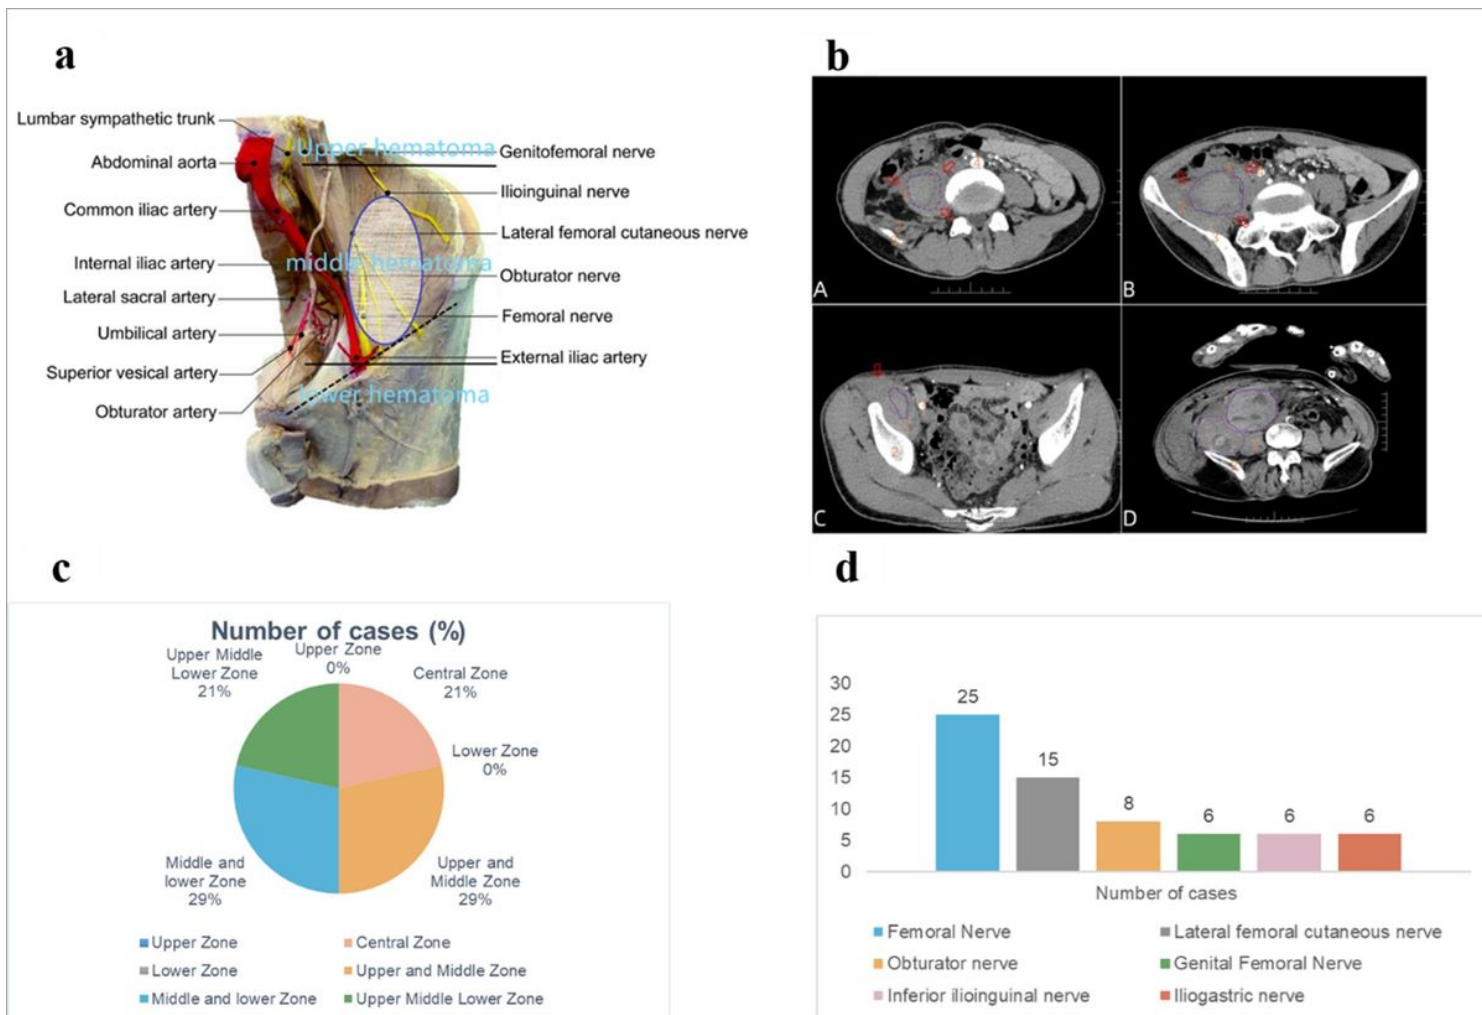 a
Lumbar sympathetic trunk
Abdominal aorta
Common iliac artery
Internal iliac artery
Lateral sacral artery
Umbilical artery
Superior vesical artery
Obturator artery
Upper hematoma
middle hematoma
lower hematoma
Genitofemoral nerve
Ilioinguinal nerve
Lateral femoral cutaneous nerve
Obturator nerve
Femoral nerve
External iliac artery
b
A
B
C
D
c
Number of cases (%)
Upper Zone
0%
Upper Middle
Lower Zone
21%
Central Zone
21%
Lower Zone
0%
Middle and
lower Zone
29%
Upper and
Middle Zone
29%
Upper Zone
Central Zone
Lower Zone
Upper and Middle Zone
Middle and lower Zone
Upper Middle Lower Zone
d
30
25
20
15
10
5
0
25
15
8
6
6
6
Number of cases
Femoral Nerve
Lateral femoral cutaneous nerve
Obturator nerve
Genital Femoral Nerve
Inferior ilioinguinal nerve
Iliogastric nerve